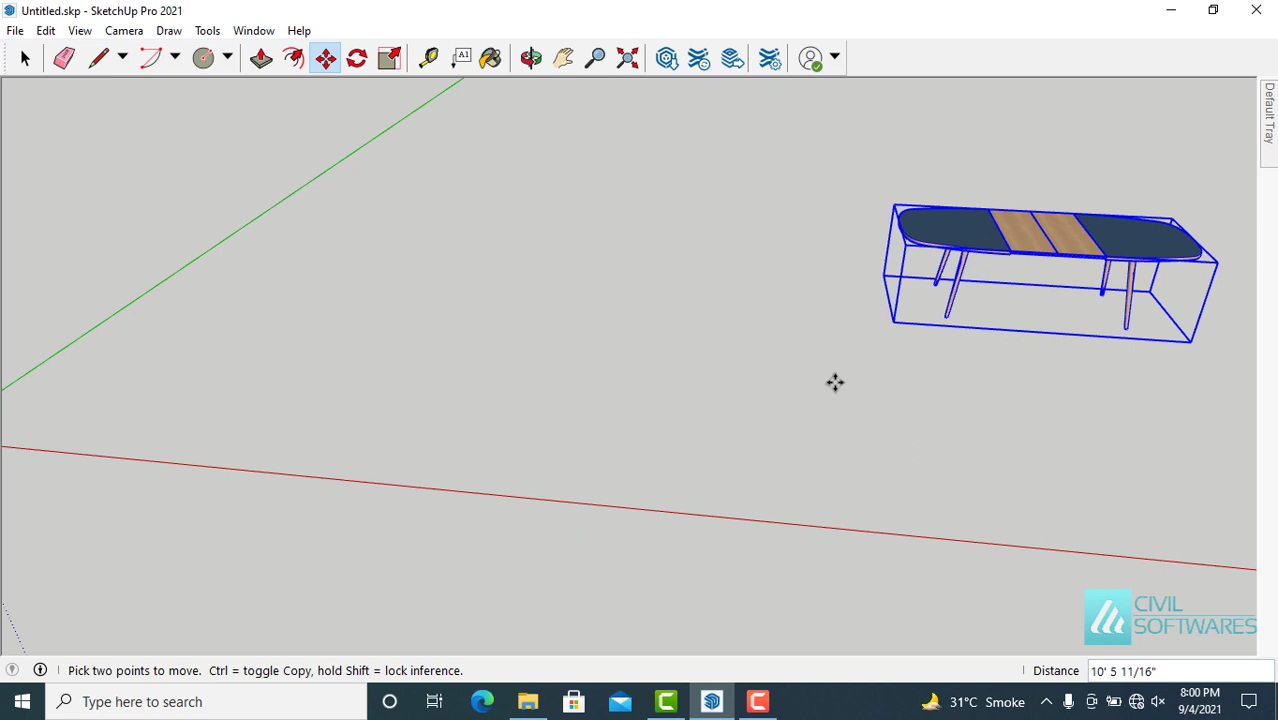 Untitled.skp - SketchUp Pro 2021
File Edit View Camera Draw Tools Window Help
A1
Default Tray
CIVIL
SOFTWARES
Pick two points to move. Ctrl = toggle Copy, hold Shift = lock inference.
Distance 10' 5 11/16"
Type here to search
31°C Smoke
8:00 PM
9/4/2021